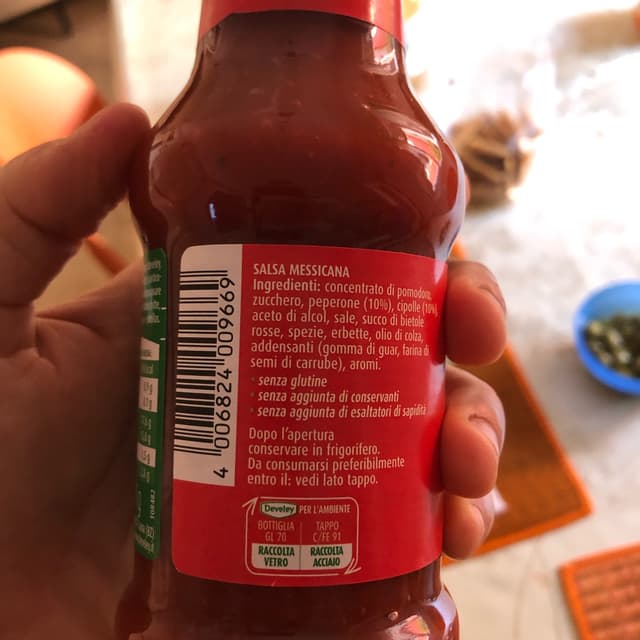 SALSA MESSICANA
Ingredienti: concentrato di pomodoro,
zucchero, peperone (10%), cipolle (10%),
aceto di alcol, sale, succo di bietole
rosse, spezie, erbette, olio di colza,
addensanti (gomma di guar, farina di
semi di carrube), aromi.
· senza glutine
· senza aggiunta di conservanti
· senza aggiunta di esaltatori di sapidità
Dopo l'apertura
conservare in frigorifero.
Da consumarsi preferibilmente
entro il: vedi lato tappo.
Develey PER L'AMBIENTE
BOTTIGLIA TAPPO
GL 70 C/FE 91
RACCOLTA RACCOLTA
VETRO ACCIAIO
4 006824 009669
108482